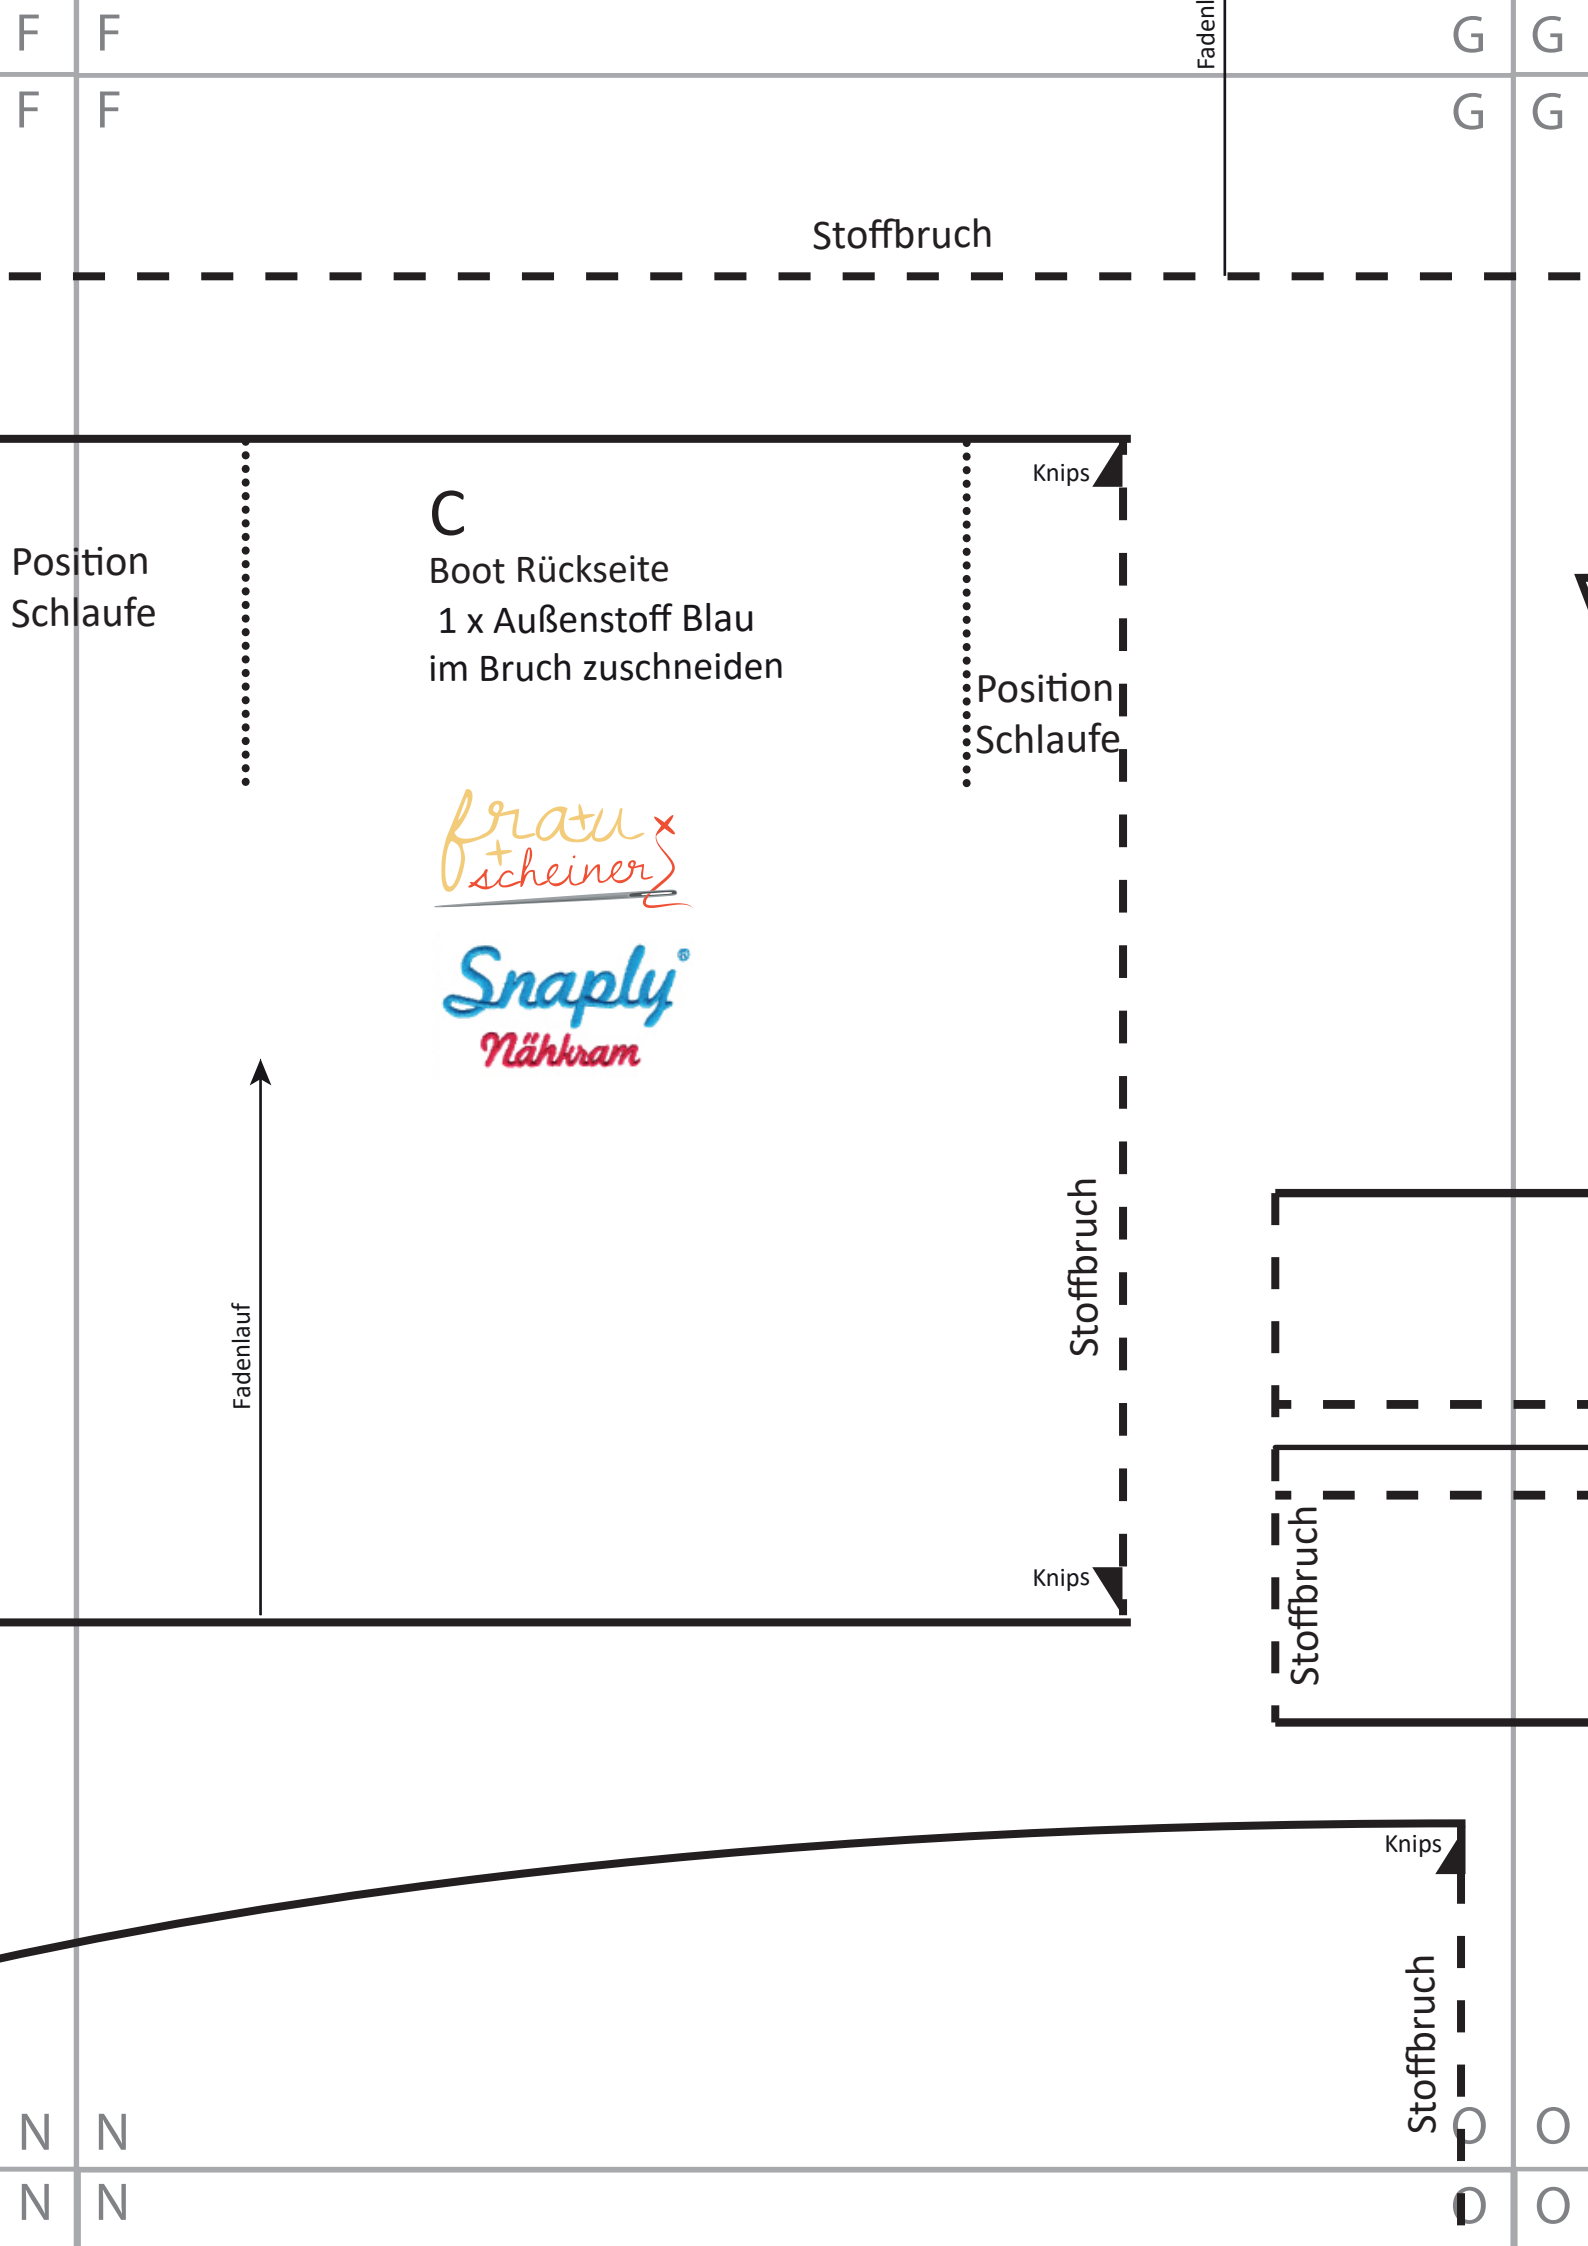 F F G G
Fadenl
F F G G
Stoffbruch
Knips
C
Boot Rückseite
1 x Außenstoff Blau
im Bruch zuschneiden
Position
Schlaufe
Position
Schlaufe
frau
scheiner
Snaply®
Nähkram
Stoffbruch
Fadenlauf
Knips
Stoffbruch
Knips
Stoffbruch
N N O O
N N O O